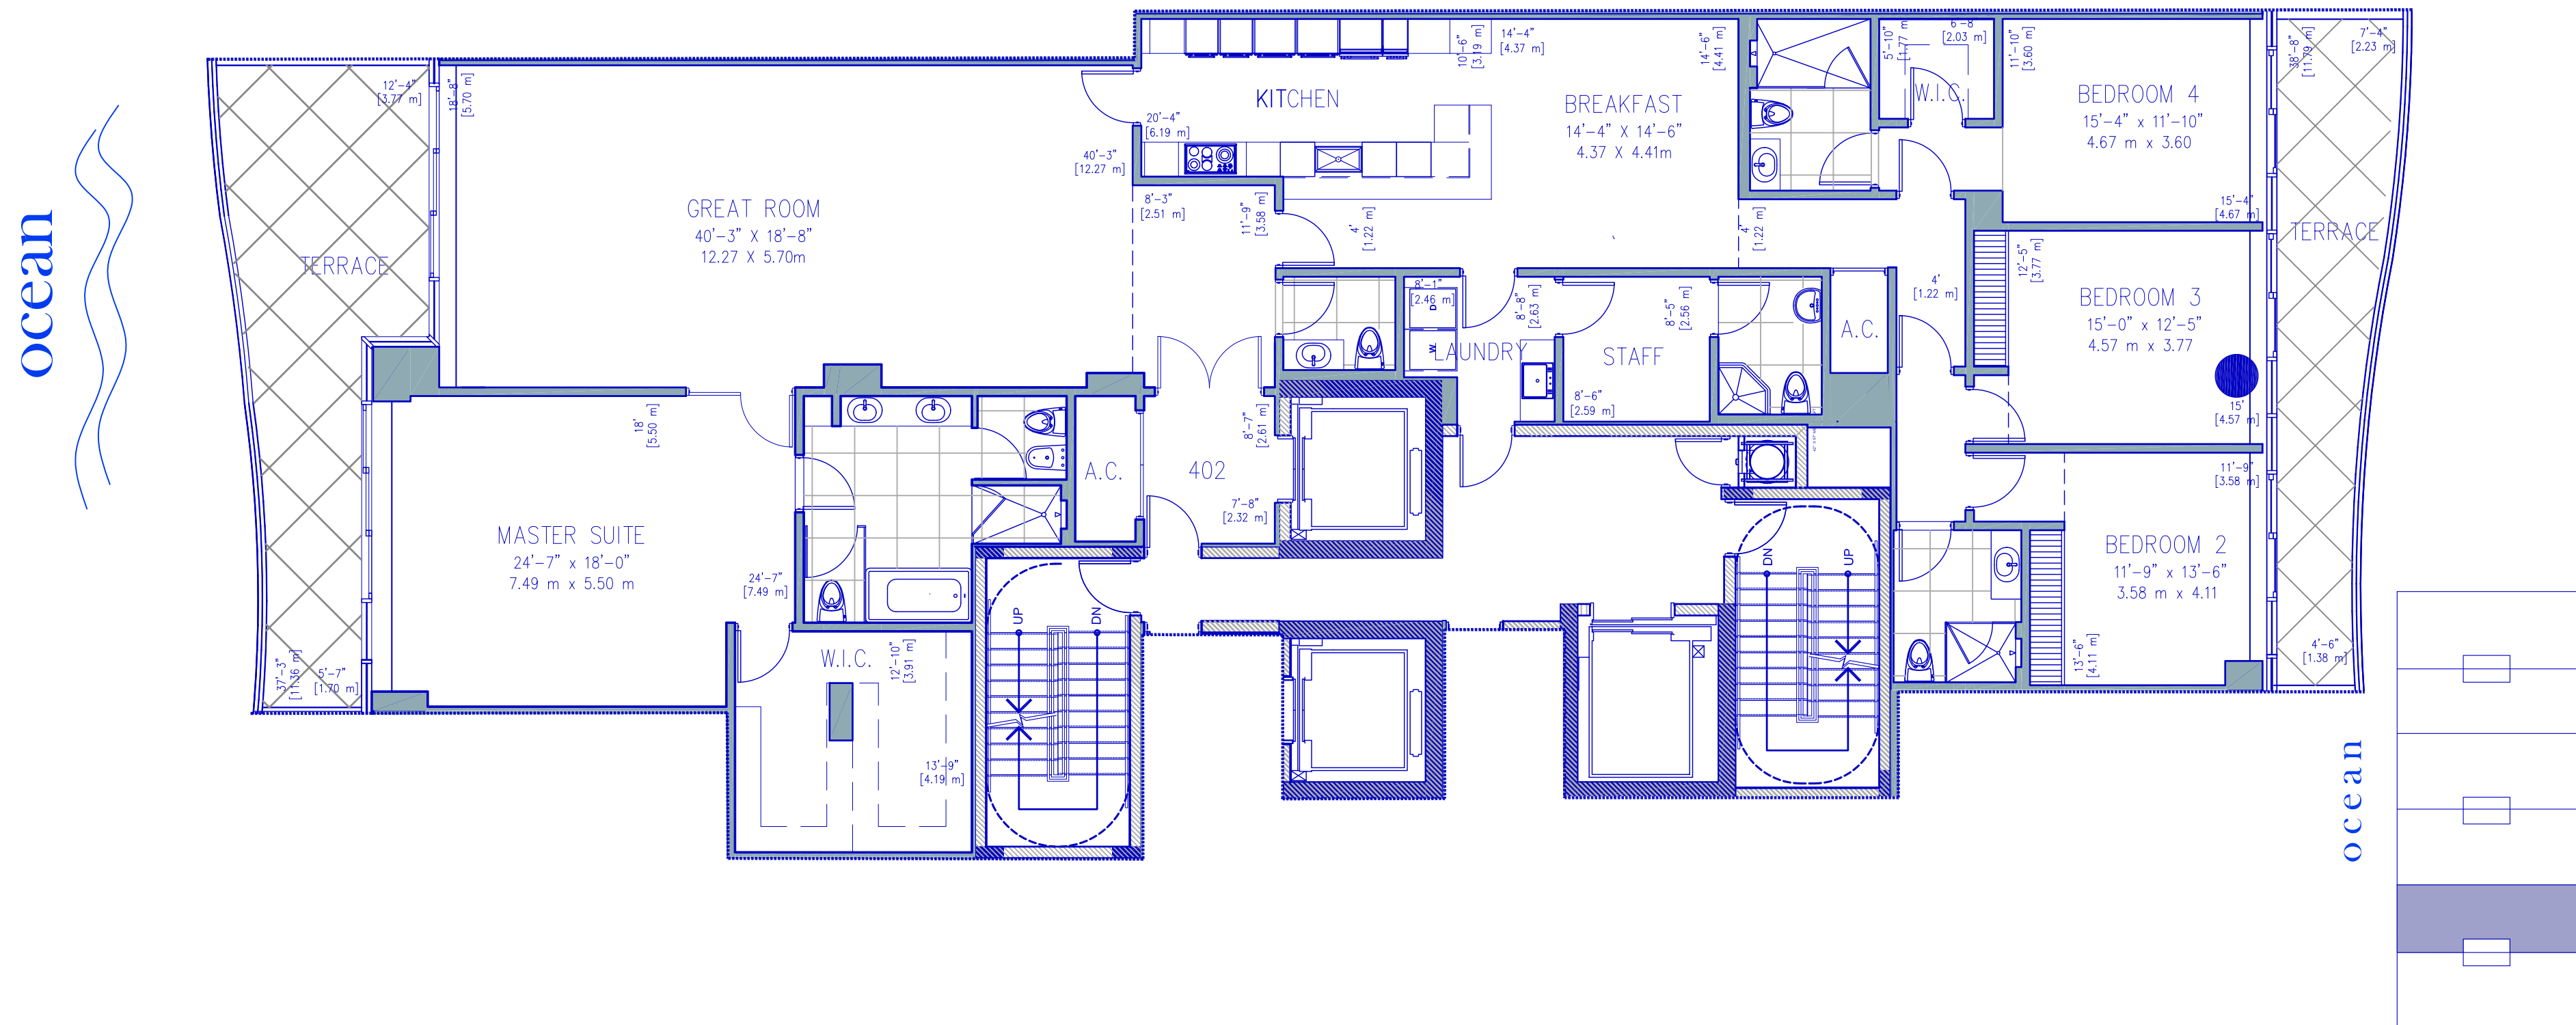 ocean
12'-4"
[3.77 m]
18'-8"
[5.70 m]
TERRACE
GREAT ROOM
40'-3" X 18'-8"
12.27 X 5.70m
40'-3"
[12.27 m]
20'-4"
[6.19 m]
KITCHEN
10'-6"
[3.19 m]
14'-4"
[4.37 m]
BREAKFAST
14'-4" X 14'-6"
4.37 X 4.41m
14'-6"
[4.41 m]
5'-10"
[1.77 m]
6'-8"
[2.03 m]
W.I.C.
11'-10"
[3.60 m]
BEDROOM 4
15'-4" x 11'-10"
4.67 m x 3.60
15'-4"
[4.67 m]
38'-8"
[11.79 m]
7'-4"
[2.23 m]
TERRACE
8'-3"
[2.51 m]
11'-9"
[3.58 m]
4'
[1.22 m]
4'
[1.22 m]
4'
[1.22 m]
12'-5"
[3.77 m]
BEDROOM 3
15'-0" x 12'-5"
4.57 m x 3.77
15'
[4.57 m]
8'-1"
[2.46 m]
D
W
LAUNDRY
8'-8"
[2.63 m]
STAFF
8'-5"
[2.56 m]
8'-6"
[2.59 m]
A.C.
18'
[5.50 m]
MASTER SUITE
24'-7" x 18'-0"
7.49 m x 5.50 m
24'-7"
[7.49 m]
A.C.
402
8'-7"
[2.61 m]
7'-8"
[2.32 m]
11'-9"
[3.58 m]
BEDROOM 2
11'-9" x 13'-6"
3.58 m x 4.11
13'-6"
[4.11 m]
4'-6"
[1.38 m]
UP
DN
DN
UP
37'-3"
[11.36 m]
5'-7"
[1.70 m]
W.I.C.
12'-10"
[3.91 m]
13'-9"
[4.19 m]
ocean